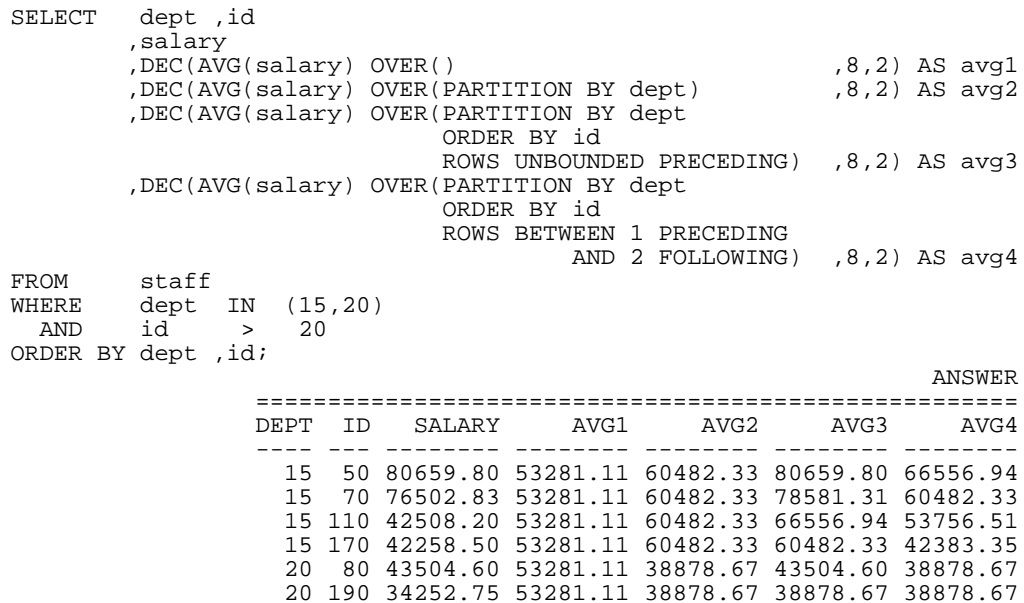 SELECT   dept ,id
        ,salary
        ,DEC(AVG(salary) OVER()                          ,8,2) AS avg1
        ,DEC(AVG(salary) OVER(PARTITION BY dept)         ,8,2) AS avg2
        ,DEC(AVG(salary) OVER(PARTITION BY dept
                              ORDER BY id
                              ROWS UNBOUNDED PRECEDING)  ,8,2) AS avg3
        ,DEC(AVG(salary) OVER(PARTITION BY dept
                              ORDER BY id
                              ROWS BETWEEN 1 PRECEDING
                                       AND 2 FOLLOWING)  ,8,2) AS avg4
FROM     staff
WHERE    dept  IN  (15,20)
  AND    id     >   20
ORDER BY dept ,id;
ANSWER
=====================================================
DEPT  ID   SALARY     AVG1     AVG2     AVG3     AVG4
---- --- -------- -------- -------- -------- --------
  15  50 80659.80 53281.11 60482.33 80659.80 66556.94
  15  70 76502.83 53281.11 60482.33 78581.31 60482.33
  15 110 42508.20 53281.11 60482.33 66556.94 53756.51
  15 170 42258.50 53281.11 60482.33 60482.33 42383.35
  20  80 43504.60 53281.11 38878.67 43504.60 38878.67
  20 190 34252.75 53281.11 38878.67 38878.67 38878.67